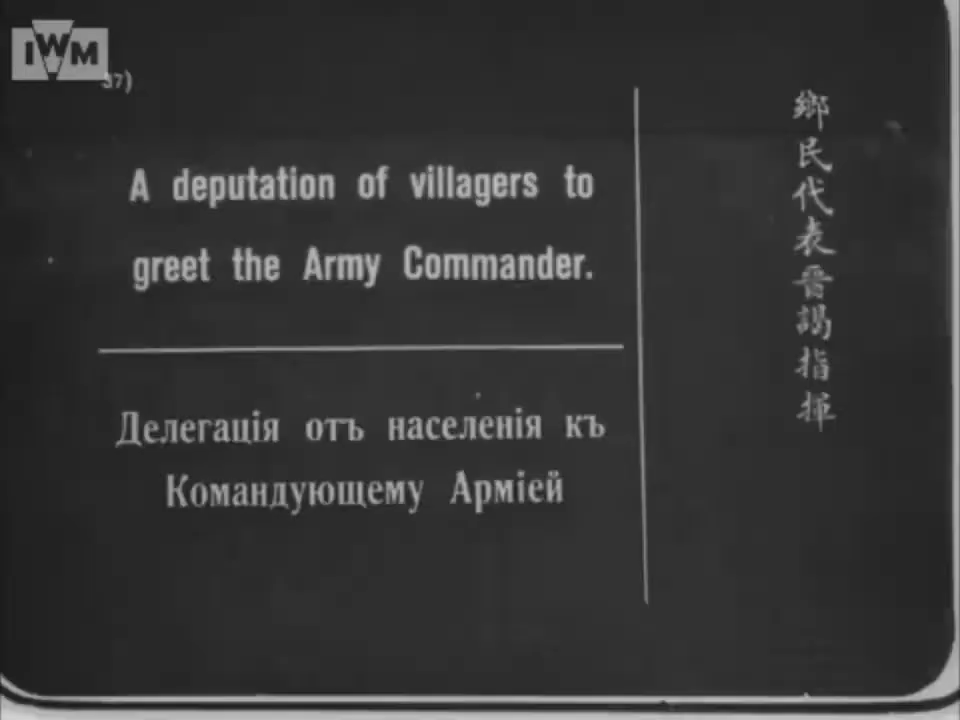 IWM
37)
A deputation of villagers to
greet the Army Commander.
Делегація отъ населенія къ
Командующему Арміей
鄉民代表晉謁指揮